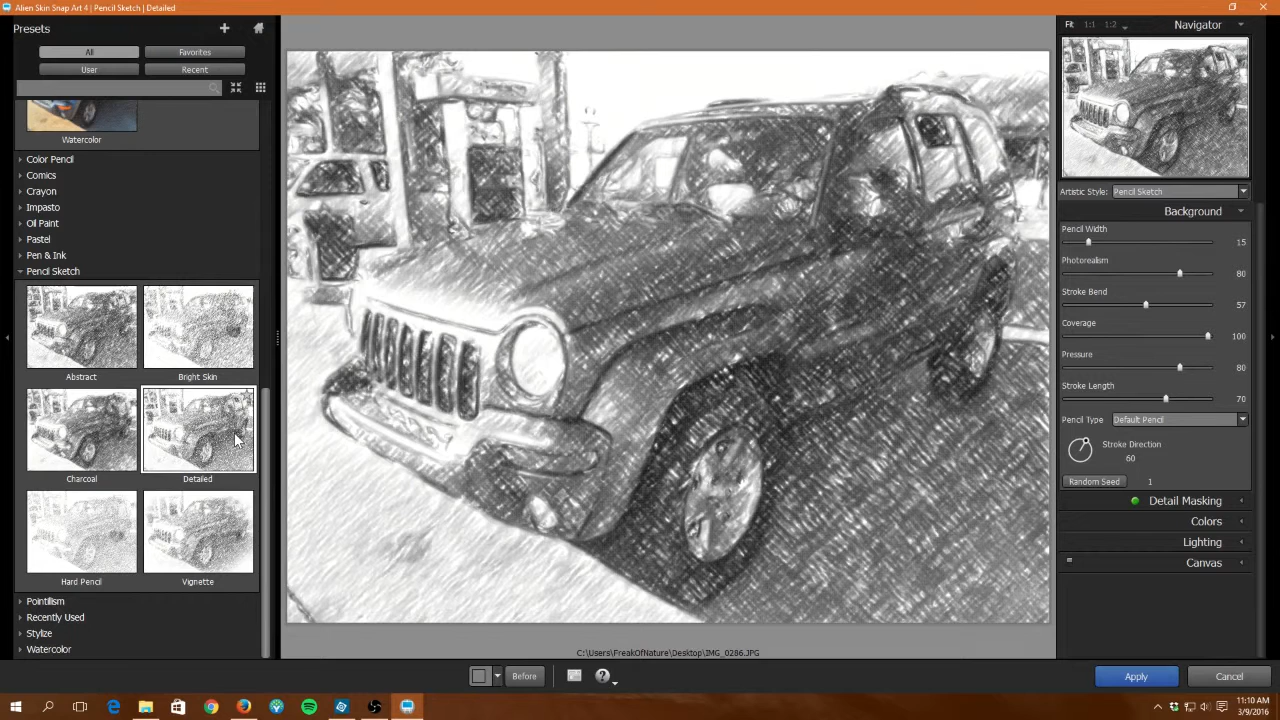 Alien Skin Snap Art 4 | Pencil Sketch | Detailed
Presets
All
Favorites
User
Recent
Watercolor
Color Pencil
Comics
Crayon
Impasto
Oil Paint
Pastel
Pen & Ink
Pencil Sketch
Abstract
Bright Skin
Charcoal
Detailed
Hard Pencil
Vignette
Pointillism
Recently Used
Stylize
Watercolor
C:\Users\FreakOfNature\Desktop\IMG_0286.JPG
Before
Fit
1:1
1:2
Navigator
Artistic Style: Pencil Sketch
Background
Pencil Width
15
Photorealism
80
Stroke Bend
57
Coverage
100
Pressure
80
Stroke Length
70
Pencil Type Default Pencil
Stroke Direction
60
Random Seed 1
Detail Masking
Colors
Lighting
Canvas
Apply
Cancel
11:10 AM
3/9/2016